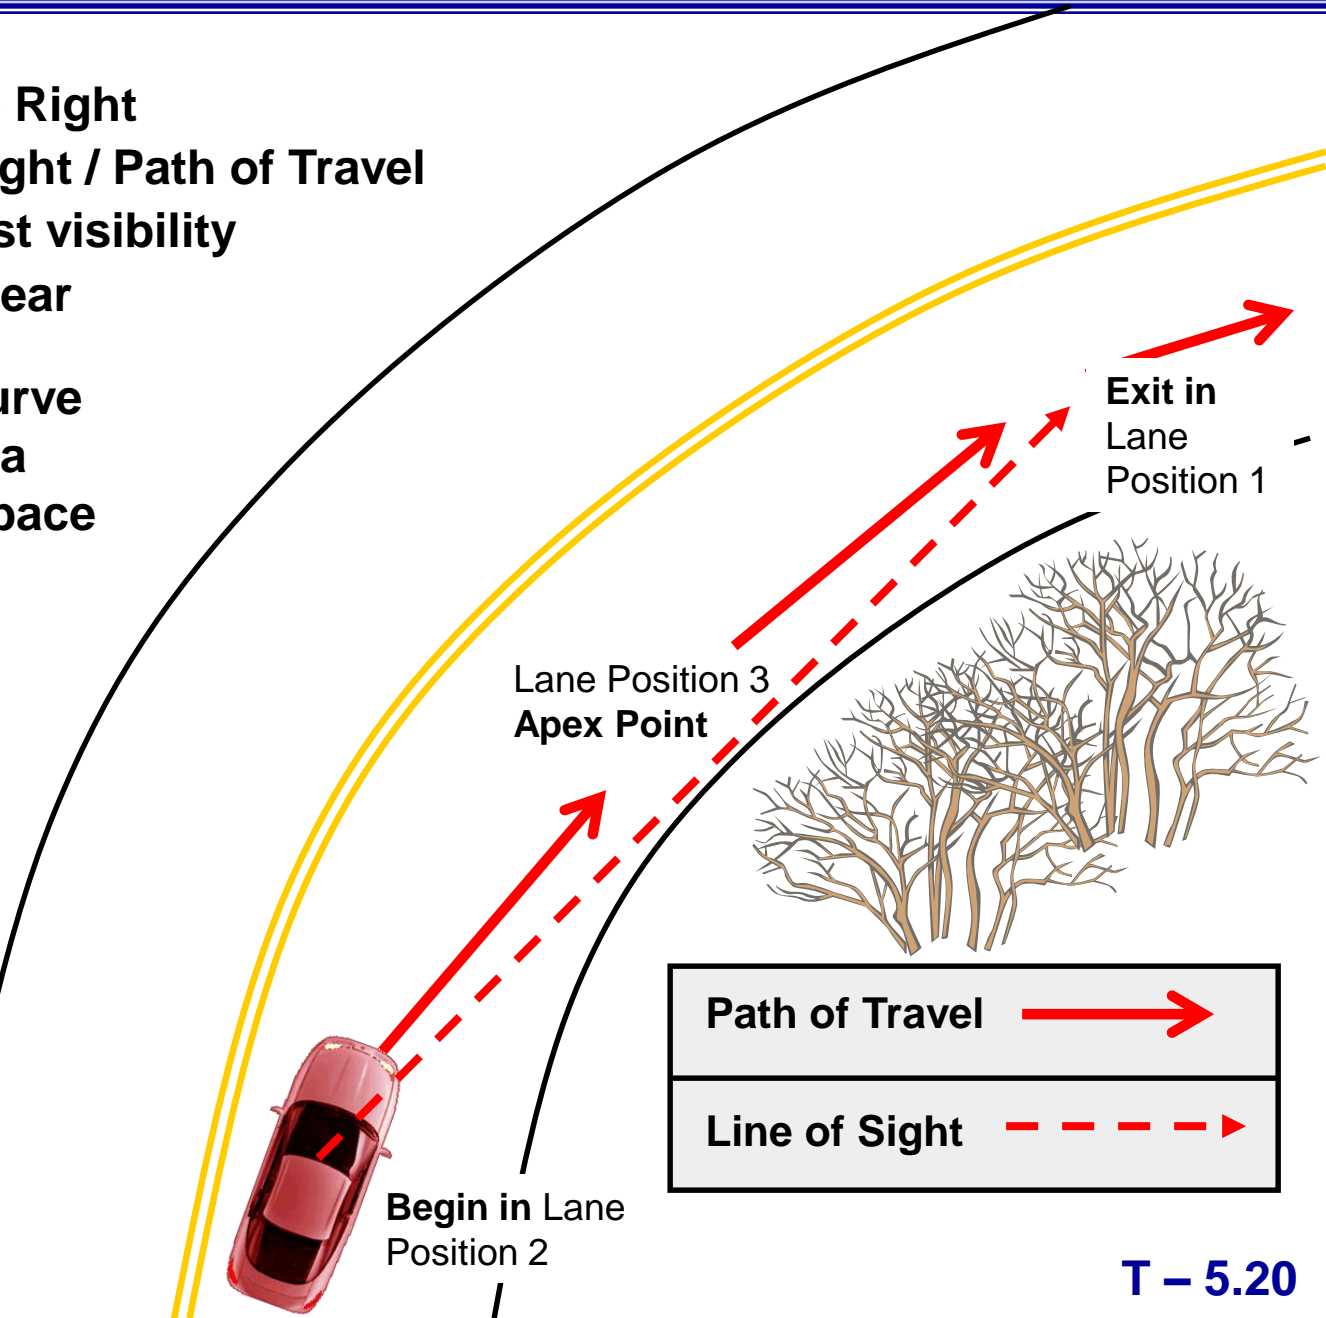 Right
ght / Path of Travel
st visibility
ear
urve
a
pace
Exit in
Lane
Position 1
Lane Position 3
Apex Point
Path of Travel
Line of Sight
Begin in Lane
Position 2
T – 5.20